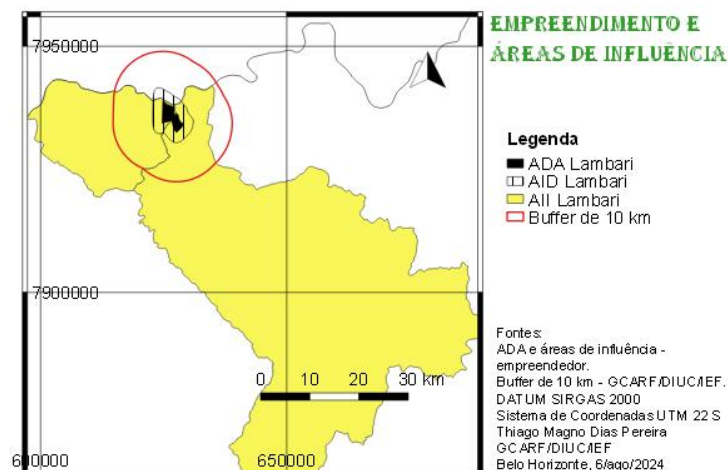 EMPREENDIMENTO E
ÁREAS DE INFLUÊNCIA
7950000
7900000
600000
650000
0 10 20 30 km
Legenda
ADA Lambari
AID Lambari
AII Lambari
Buffer de 10 km
Fontes:
ADA e áreas de influência -
empreendedor.
Buffer de 10 km - GCARF/DIUC/IEF.
DATUM SIRGAS 2000
Sistema de Coordenadas UTM 22 S
Thiago Magno Dias Pereira
GCARF/DIUC/IEF
Belo Horizonte, 6/ago/2024